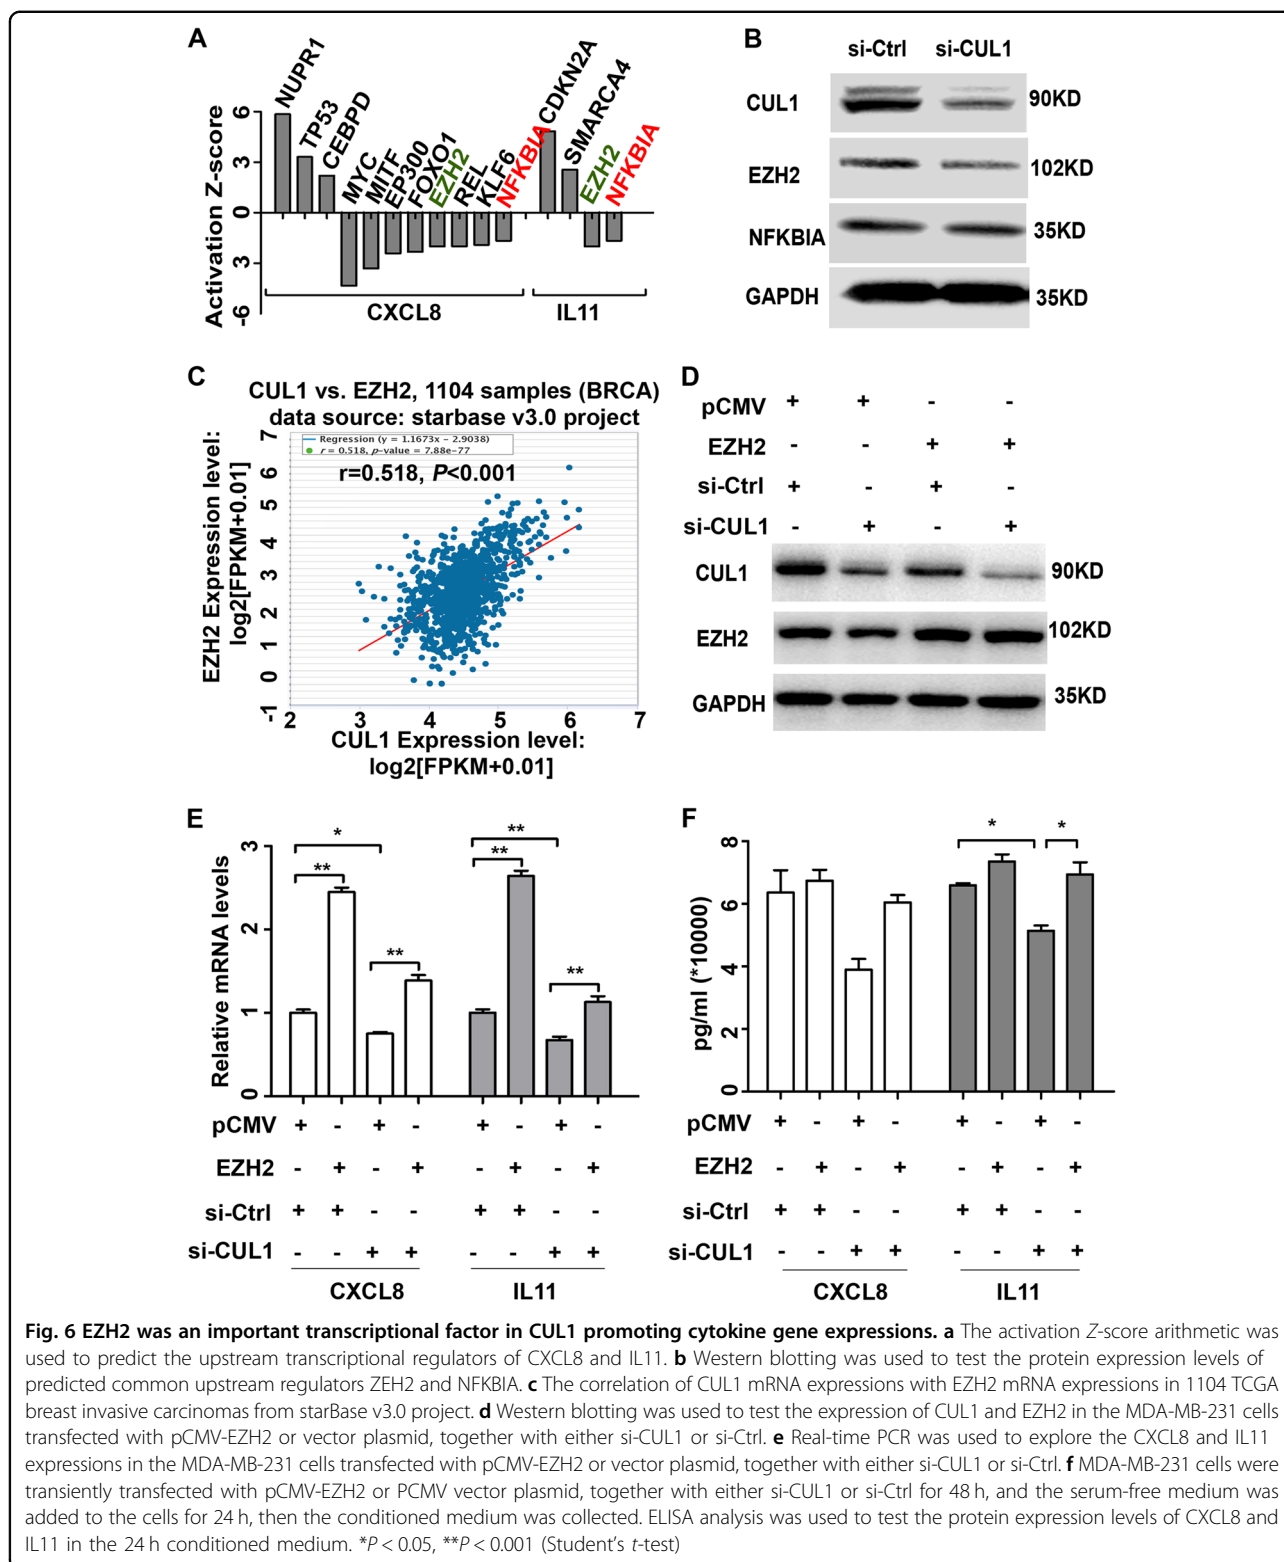 A
NUPR1
TP53
CEBPD
MYC
MITF
EP300
FOXO1
EZH2
REL
KLF6
NFKBIA
CDKN2A
SMARCA4
EZH2
NFKBIA
Activation Z-score
6
3
0
3
-6
CXCL8 IL11
B
si-Ctrl si-CUL1
CUL1 90KD
EZH2 102KD
NFKBIA 35KD
GAPDH 35KD
C
CUL1 vs. EZH2, 1104 samples (BRCA)
data source: starbase v3.0 project
Regression (y = 1.1673x - 2.9038)
r = 0.518, p-value = 7.88e-77
r=0.518, P<0.001
EZH2 Expression level:
log2[FPKM+0.01]
7
6
5
4
3
2
1
0
-1
2 3 4 5 6 7
CUL1 Expression level:
log2[FPKM+0.01]
D
pCMV + + - -
EZH2 - - + +
si-Ctrl + - + -
si-CUL1 - + - +
CUL1 90KD
EZH2 102KD
GAPDH 35KD
E
Relative mRNA levels
3
2
1
0
* ** ** ** ** **
pCMV + - + - + - + -
EZH2 - + - + - + - +
si-Ctrl + + - - + + - -
si-CUL1 - - + + - - + +
CXCL8 IL11
F
pg/ml (*10000)
8
6
4
2
0
* *
pCMV + - + - + - + -
EZH2 - + - + - + - +
si-Ctrl + + - - + + - -
si-CUL1 - - + + - - + +
CXCL8 IL11
Fig. 6 EZH2 was an important transcriptional factor in CUL1 promoting cytokine gene expressions. a The activation Z-score arithmetic was
used to predict the upstream transcriptional regulators of CXCL8 and IL11. b Western blotting was used to test the protein expression levels of
predicted common upstream regulators ZEH2 and NFKBIA. c The correlation of CUL1 mRNA expressions with EZH2 mRNA expressions in 1104 TCGA
breast invasive carcinomas from starBase v3.0 project. d Western blotting was used to test the expression of CUL1 and EZH2 in the MDA-MB-231 cells
transfected with pCMV-EZH2 or vector plasmid, together with either si-CUL1 or si-Ctrl. e Real-time PCR was used to explore the CXCL8 and IL11
expressions in the MDA-MB-231 cells transfected with pCMV-EZH2 or vector plasmid, together with either si-CUL1 or si-Ctrl. f MDA-MB-231 cells were
transiently transfected with pCMV-EZH2 or PCMV vector plasmid, together with either si-CUL1 or si-Ctrl for 48 h, and the serum-free medium was
added to the cells for 24 h, then the conditioned medium was collected. ELISA analysis was used to test the protein expression levels of CXCL8 and
IL11 in the 24 h conditioned medium. *P < 0.05, **P < 0.001 (Student's t-test)